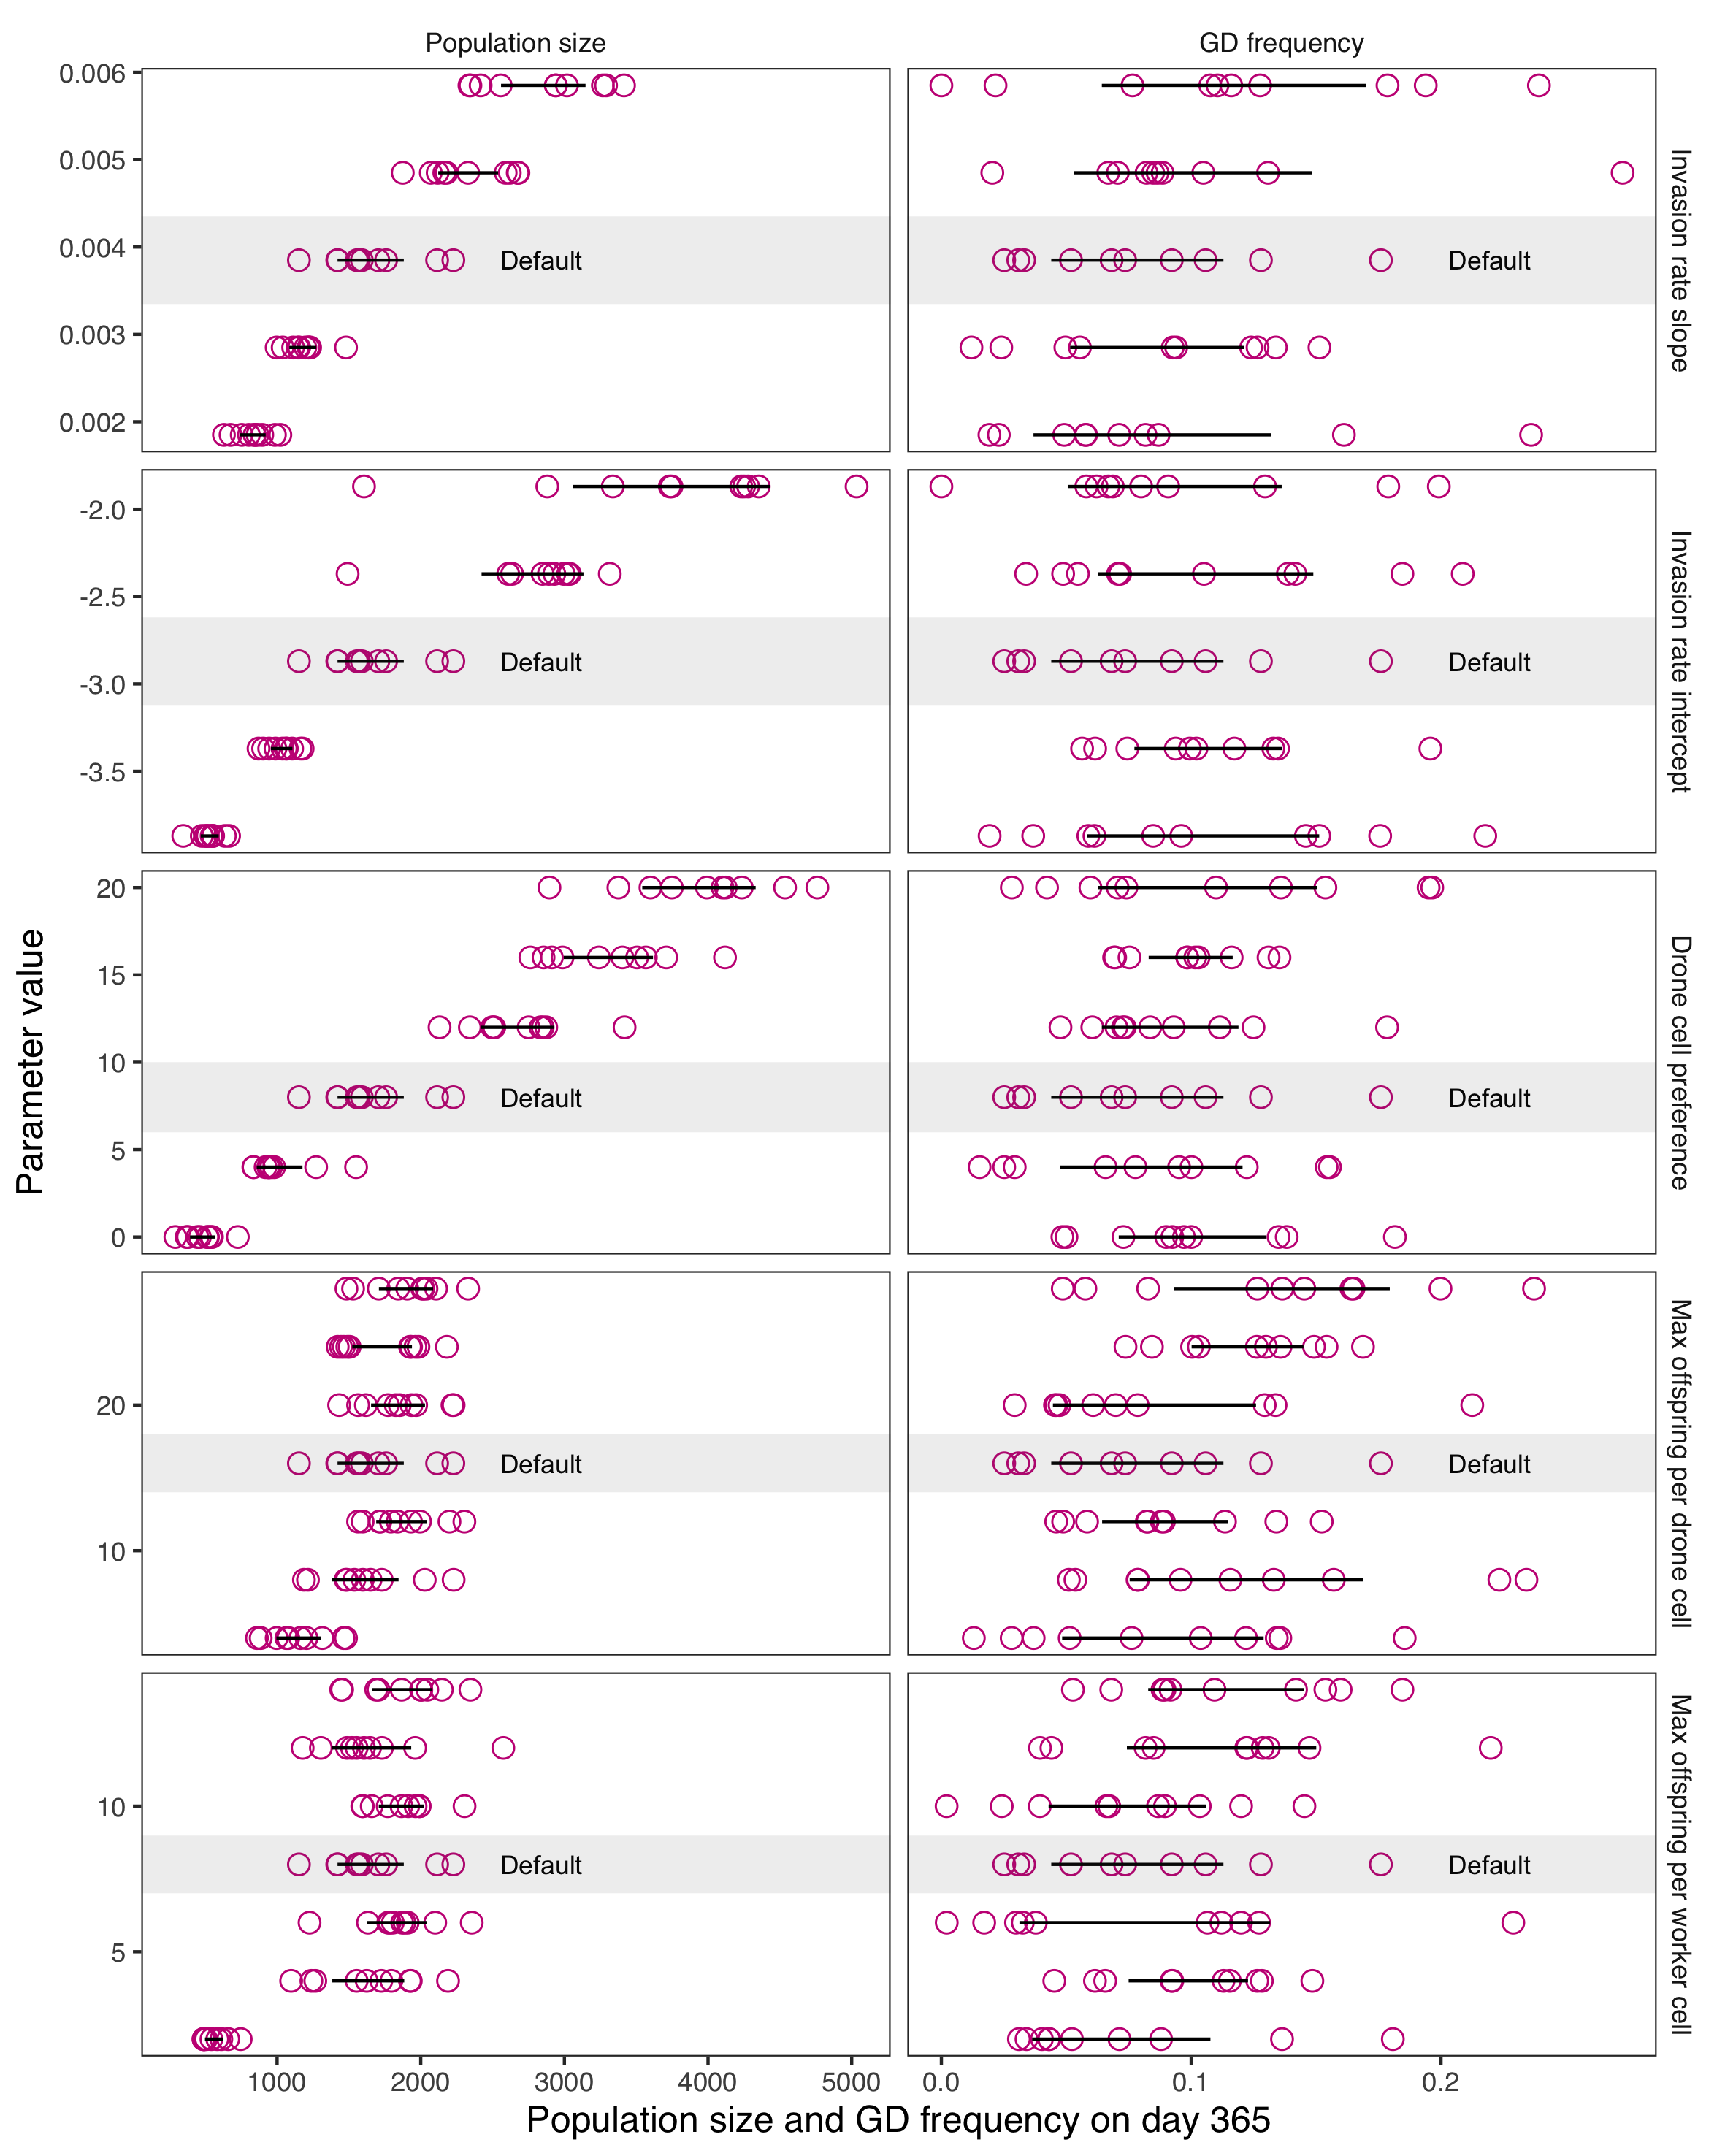 Population size
GD frequency
0.006
0.005
0.004
0.003
0.002
Default
Default
Invasion rate slope
-2.0
-2.5
-3.0
-3.5
Default
Default
Invasion rate intercept
20
15
10
5
0
Default
Default
Drone cell preference
20
10
Default
Default
Max offspring per drone cell
10
5
Default
Default
Max offspring per worker cell
Parameter value
1000 2000 3000 4000 5000
0.0 0.1 0.2
Population size and GD frequency on day 365